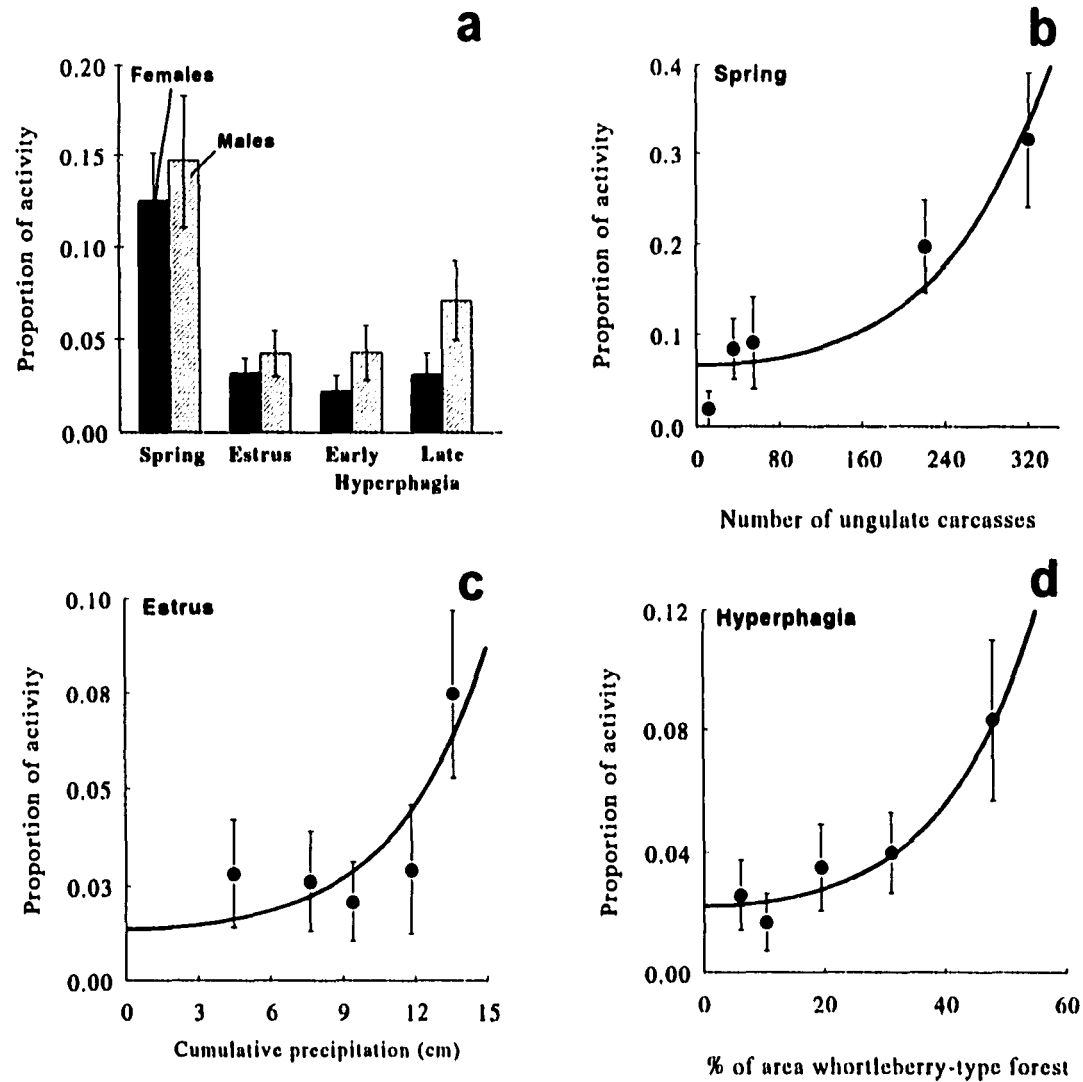 a
0.20
Females
Males
0.15
0.10
0.05
0.00
Proportion of activity
Spring Estrus Early Late
Hyperphagia
b
Spring
0.4
0.3
0.2
0.1
0.0
Proportion of activity
0 80 160 240 320
Number of ungulate carcasses
c
Estrus
0.10
0.08
0.05
0.03
0.00
Proportion of activity
0 3 6 9 12 15
Cumulative precipitation (cm)
d
Hyperphagia
0.12
0.08
0.04
0.00
Proportion of activity
0 20 40 60
% of area whortleberry-type forest